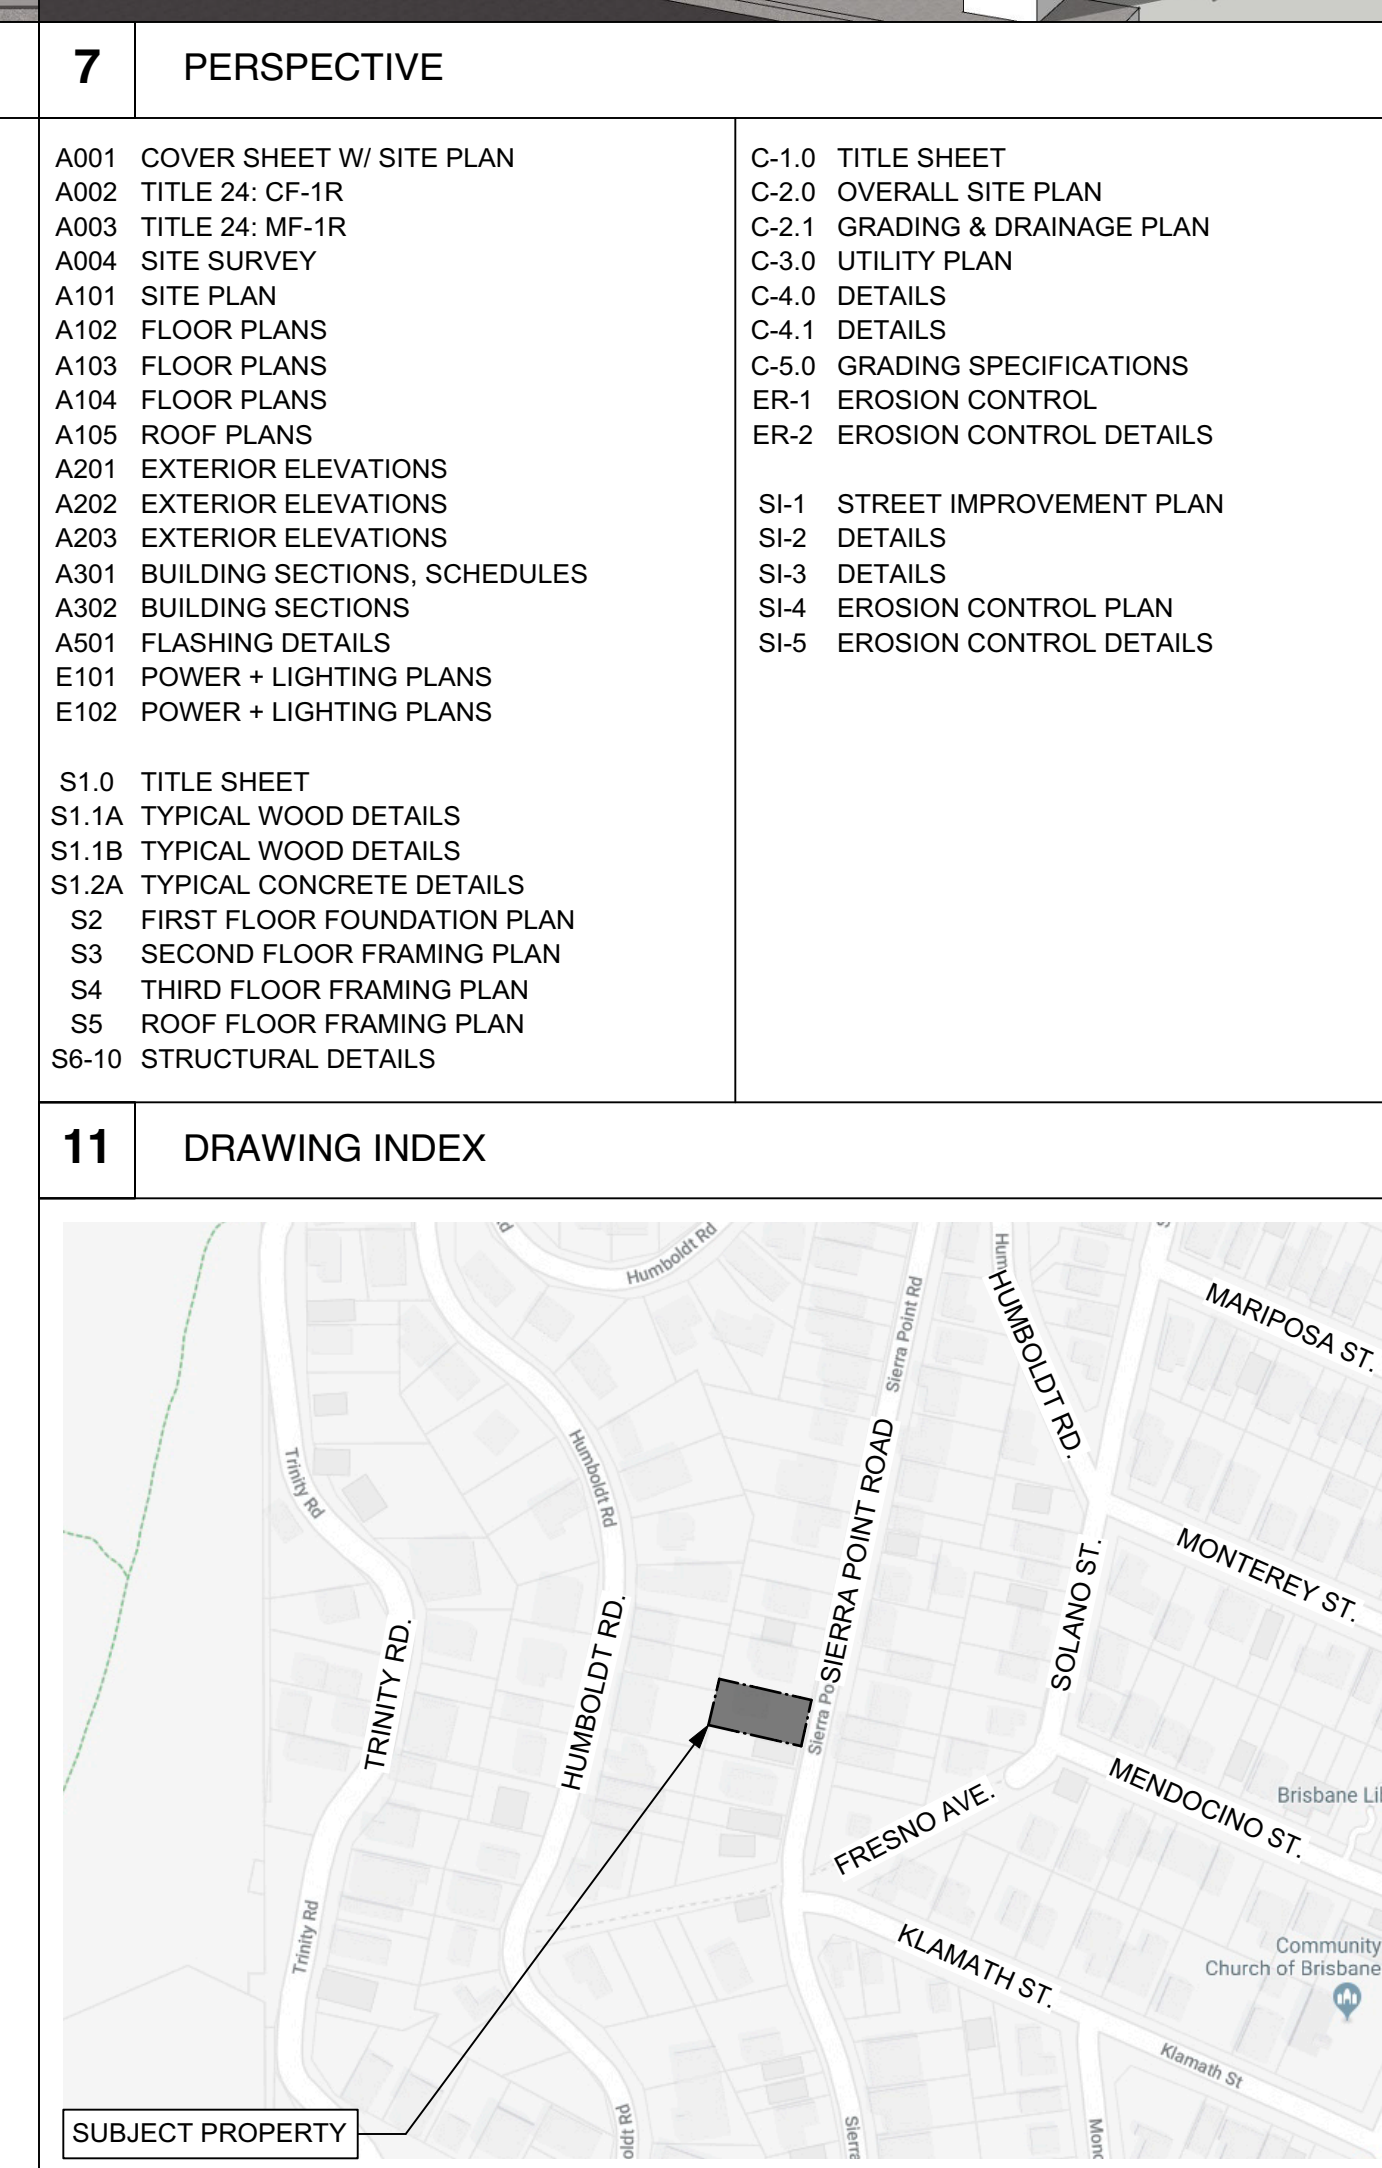 7 PERSPECTIVE
A001 COVER SHEET W/ SITE PLAN
A002 TITLE 24: CF-1R
A003 TITLE 24: MF-1R
A004 SITE SURVEY
A101 SITE PLAN
A102 FLOOR PLANS
A103 FLOOR PLANS
A104 FLOOR PLANS
A105 ROOF PLANS
A201 EXTERIOR ELEVATIONS
A202 EXTERIOR ELEVATIONS
A203 EXTERIOR ELEVATIONS
A301 BUILDING SECTIONS, SCHEDULES
A302 BUILDING SECTIONS
A501 FLASHING DETAILS
E101 POWER + LIGHTING PLANS
E102 POWER + LIGHTING PLANS
S1.0 TITLE SHEET
S1.1A TYPICAL WOOD DETAILS
S1.1B TYPICAL WOOD DETAILS
S1.2A TYPICAL CONCRETE DETAILS
S2 FIRST FLOOR FOUNDATION PLAN
S3 SECOND FLOOR FRAMING PLAN
S4 THIRD FLOOR FRAMING PLAN
S5 ROOF FLOOR FRAMING PLAN
S6-10 STRUCTURAL DETAILS
C-1.0 TITLE SHEET
C-2.0 OVERALL SITE PLAN
C-2.1 GRADING & DRAINAGE PLAN
C-3.0 UTILITY PLAN
C-4.0 DETAILS
C-4.1 DETAILS
C-5.0 GRADING SPECIFICATIONS
ER-1 EROSION CONTROL
ER-2 EROSION CONTROL DETAILS
SI-1 STREET IMPROVEMENT PLAN
SI-2 DETAILS
SI-3 DETAILS
SI-4 EROSION CONTROL PLAN
SI-5 EROSION CONTROL DETAILS
11 DRAWING INDEX
Humboldt Rd
Sierra Point Rd
Hum
HUMBOLDT RD.
MARIPOSA ST.
Trinity Rd
Humboldt Rd
SIERRA POINT ROAD
MONTEREY ST.
SOLANO ST.
TRINITY RD.
HUMBOLDT RD.
Sierra Po
MENDOCINO ST.
Brisbane Li
FRESNO AVE.
Trinity Rd
KLAMATH ST.
Community
Church of Brisbane
Klamath St
SUBJECT PROPERTY
oldt Rd
Sierra
Mono